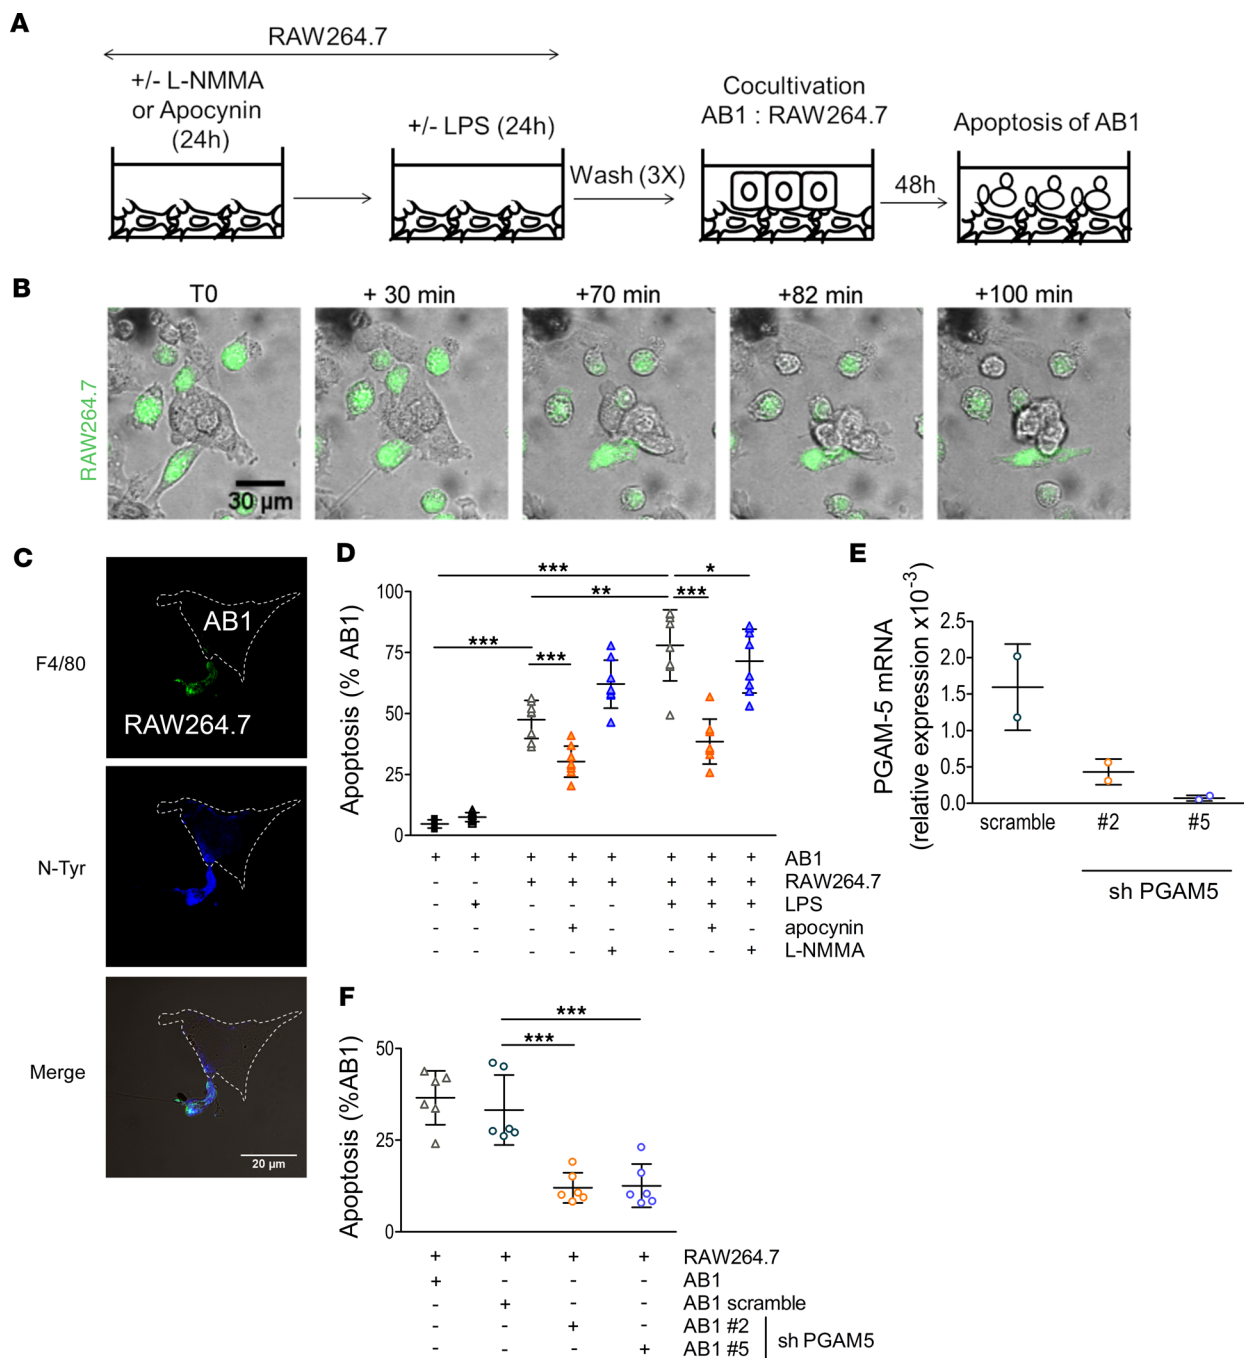 A
RAW264.7
+/- L-NMMA
or Apocynin
(24h)
+/- LPS (24h)
Wash (3X)
Cocultivation
AB1 : RAW264.7
48h
Apoptosis of AB1
B
T0
+ 30 min
+70 min
+82 min
+100 min
RAW264.7
30 µm
C
F4/80
AB1
RAW264.7
N-Tyr
Merge
20 µm
D
Apoptosis (% AB1)
100
75
50
25
0
***
**
*
***
***
***
+ + + + + + + + AB1
- - + + + + + + RAW264.7
- + - - - + + + LPS
- - - + - - + - apocynin
- - - - + - - + L-NMMA
E
PGAM-5 mRNA
(relative expression x10-3)
2.5
2.0
1.5
1.0
0.5
0.0
scramble
#2
#5
sh PGAM5
F
Apoptosis (%AB1)
50
25
0
***
***
+ + + + RAW264.7
+ - - - AB1
- + - - AB1 scramble
- - + - AB1 #2
- - - + AB1 #5
sh PGAM5